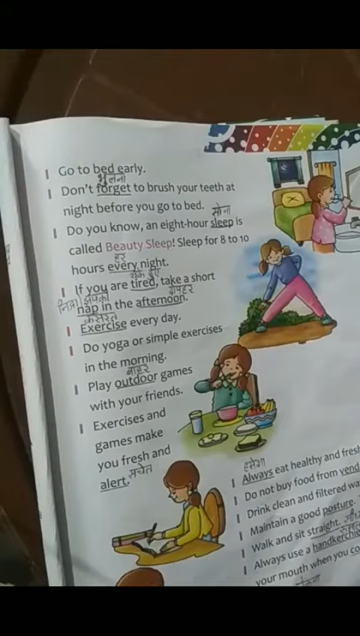 Go to bed early.
भूलना
Don't forget to brush your teeth at
night before you go to bed. सोना
Do you know, an eight-hour sleep is
called Beauty Sleep! Sleep for 8 to 10
हर
hours every night.
थके हुए
If you are tired, take a short
झपकी दोपहर
nap in the afternoon.
कसरत
Exercise every day.
Do yoga or simple exercises
in the morning.
बाहर
Play outdoor games
with your friends.
Exercises and
games make
you fresh and
alert. सचेत
हमेशा
Always eat healthy and fresh
Do not buy food from
Drink clean and filtered
Maintain a good posture.
Walk and sit straight.
Always use a
your mouth when you